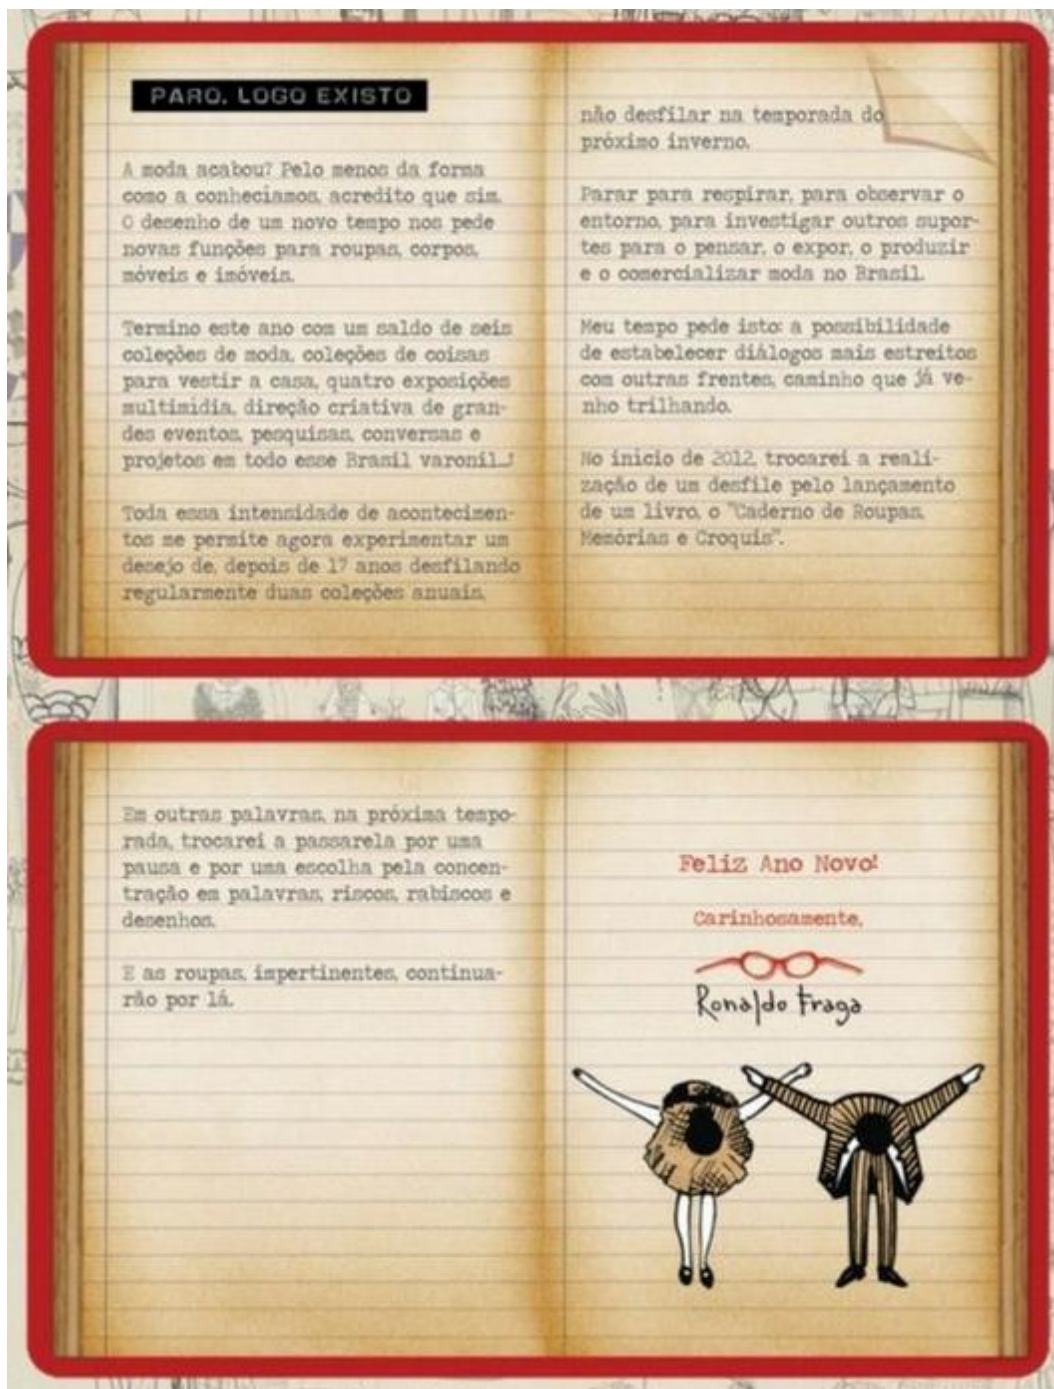 PARO, LOGO EXISTO
A moda acabou? Pelo menos da forma
como a conheciamos, acredito que sim.
O desenho de um novo tempo nos pede
novas funções para roupas, corpos,
móveis e imóveis.
Termino este ano com um saldo de seis
coleções de moda, coleções de coisas
para vestir a casa, quatro exposições
multimidia, direção criativa de gran-
des eventos, pesquisas, conversas e
projetos em todo esse Brasil varonil...!
Toda essa intensidade de acontecimen-
tos me permite agora experimentar um
desejo de, depois de 17 anos desfilando
regularmente duas coleções anuais,
não desfilar na temporada do
próximo inverno.
Parar para respirar, para observar o
entorno, para investigar outros supor-
tes para o pensar, o expor, o produzir
e o comercializar moda no Brasil.
Meu tempo pede isto: a possibilidade
de estabelecer diálogos mais estreitos
com outras frentes, caminho que já ve-
nho trilhando.
No inicio de 2012, trocarei a reali-
zação de um desfile pelo lançamento
de um livro, o "Caderno de Roupas,
Memórias e Croquis".
Em outras palavras, na próxima tempo-
rada, trocarei a passarela por uma
pausa e por uma escolha pela concen-
tração em palavras, riscos, rabiscos e
desenhos.
E as roupas, impertinentes, continua-
rão por lá.
Feliz Ano Novo!
Carinhosamente,
Ronaldo Fraga